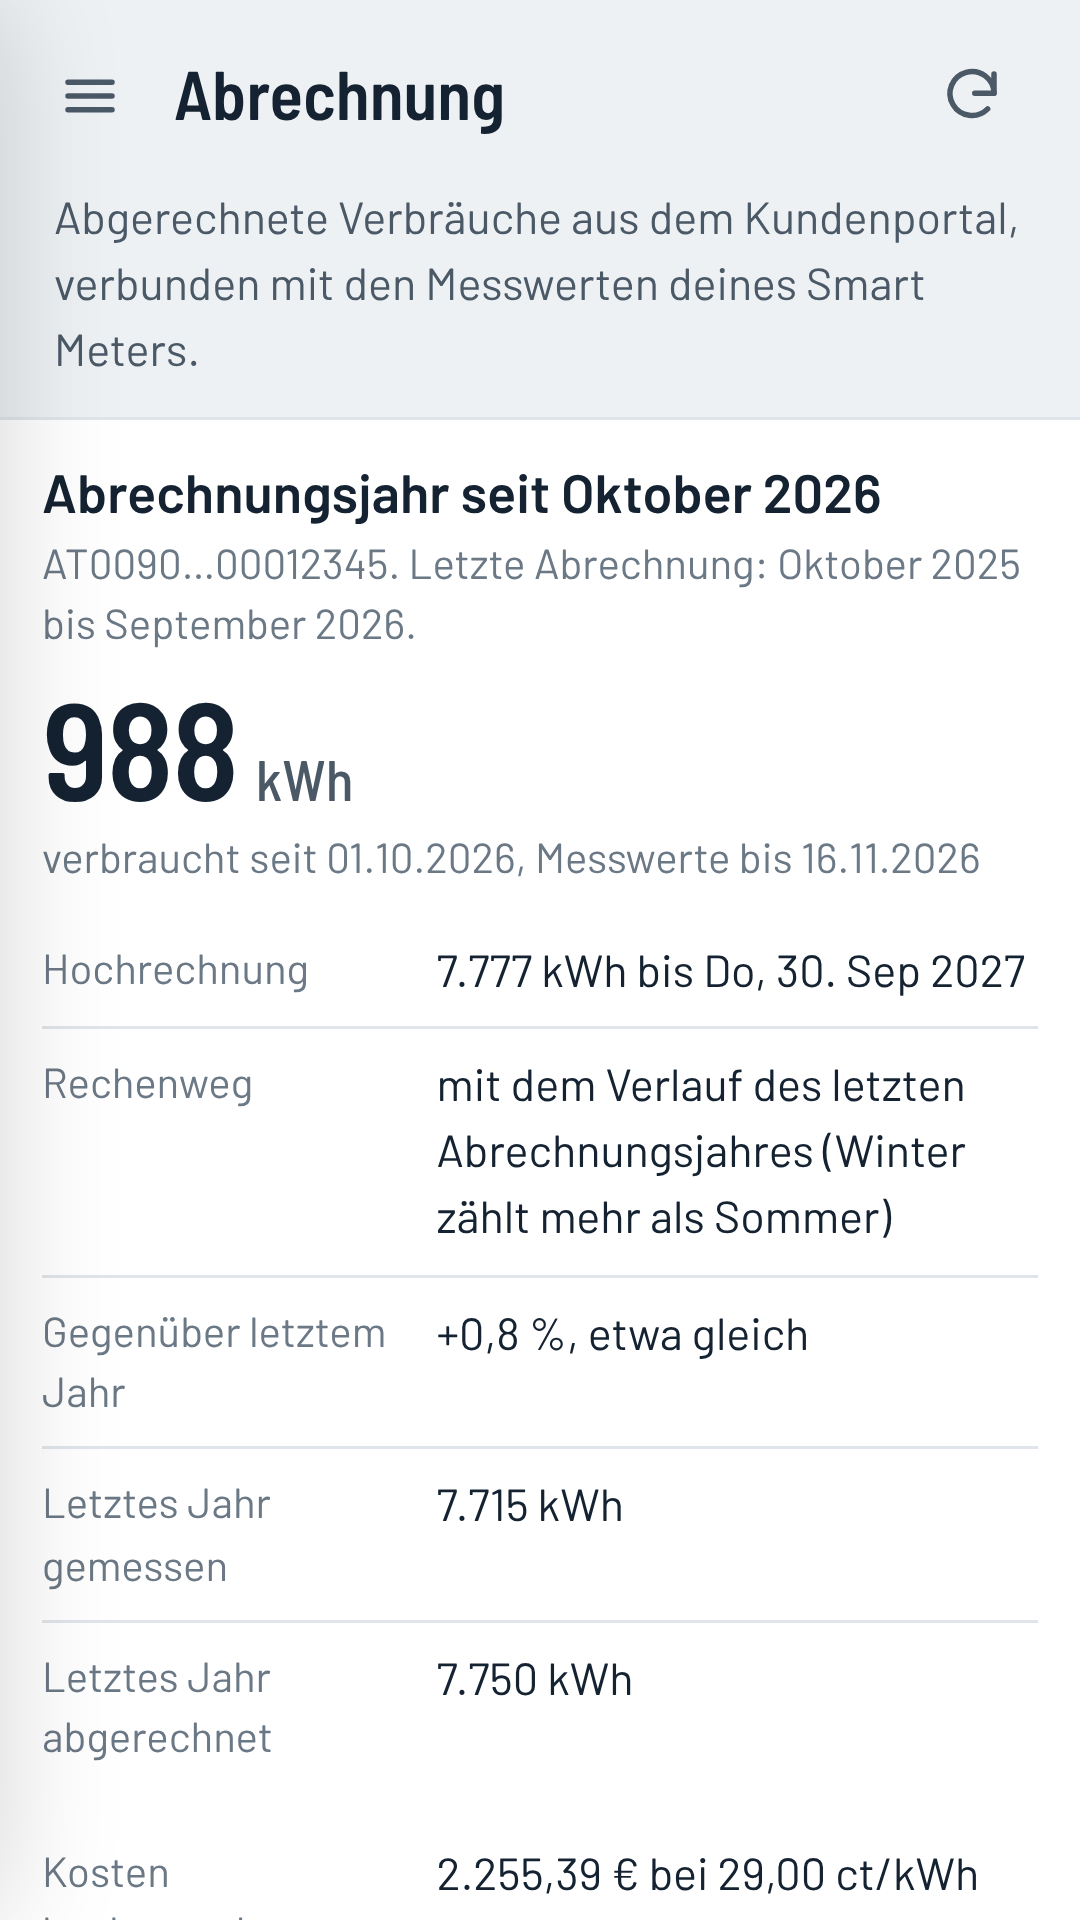 Abrechnung
Abgerechnete Verbräuche aus dem Kundenportal,
verbunden mit den Messwerten deines Smart
Meters.
Abrechnungsjahr seit Oktober 2026
AT0090…00012345. Letzte Abrechnung: Oktober 2025
bis September 2026.
988 kWh
verbraucht seit 01.10.2026, Messwerte bis 16.11.2026
Hochrechnung 7.777 kWh bis Do, 30. Sep 2027
Rechenweg mit dem Verlauf des letzten
Abrechnungsjahres (Winter
zählt mehr als Sommer)
Gegenüber letztem +0,8 %, etwa gleich
Jahr
Letztes Jahr 7.715 kWh
gemessen
Letztes Jahr 7.750 kWh
abgerechnet
Kosten 2.255,39 € bei 29,00 ct/kWh